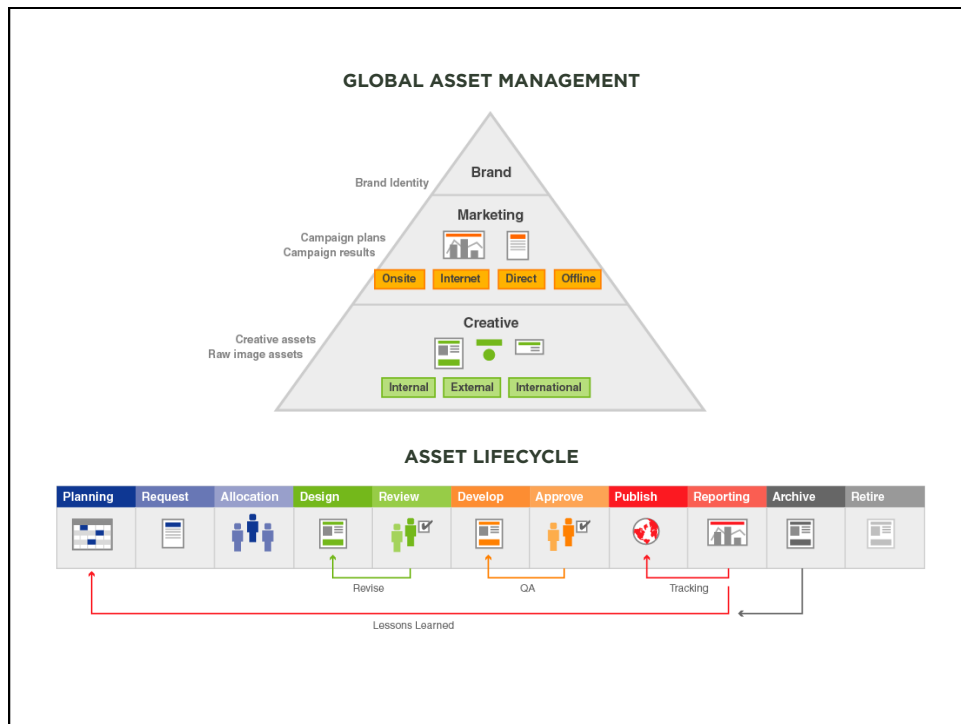 GLOBAL ASSET MANAGEMENT
Brand
Brand Identity
Marketing
Campaign plans
Campaign results
Onsite Internet Direct Offline
Creative
Creative assets
Raw image assets
Internal External International
ASSET LIFECYCLE
Planning Request Allocation Design Review Develop Approve Publish Reporting Archive Retire
Revise QA Tracking
Lessons Learned